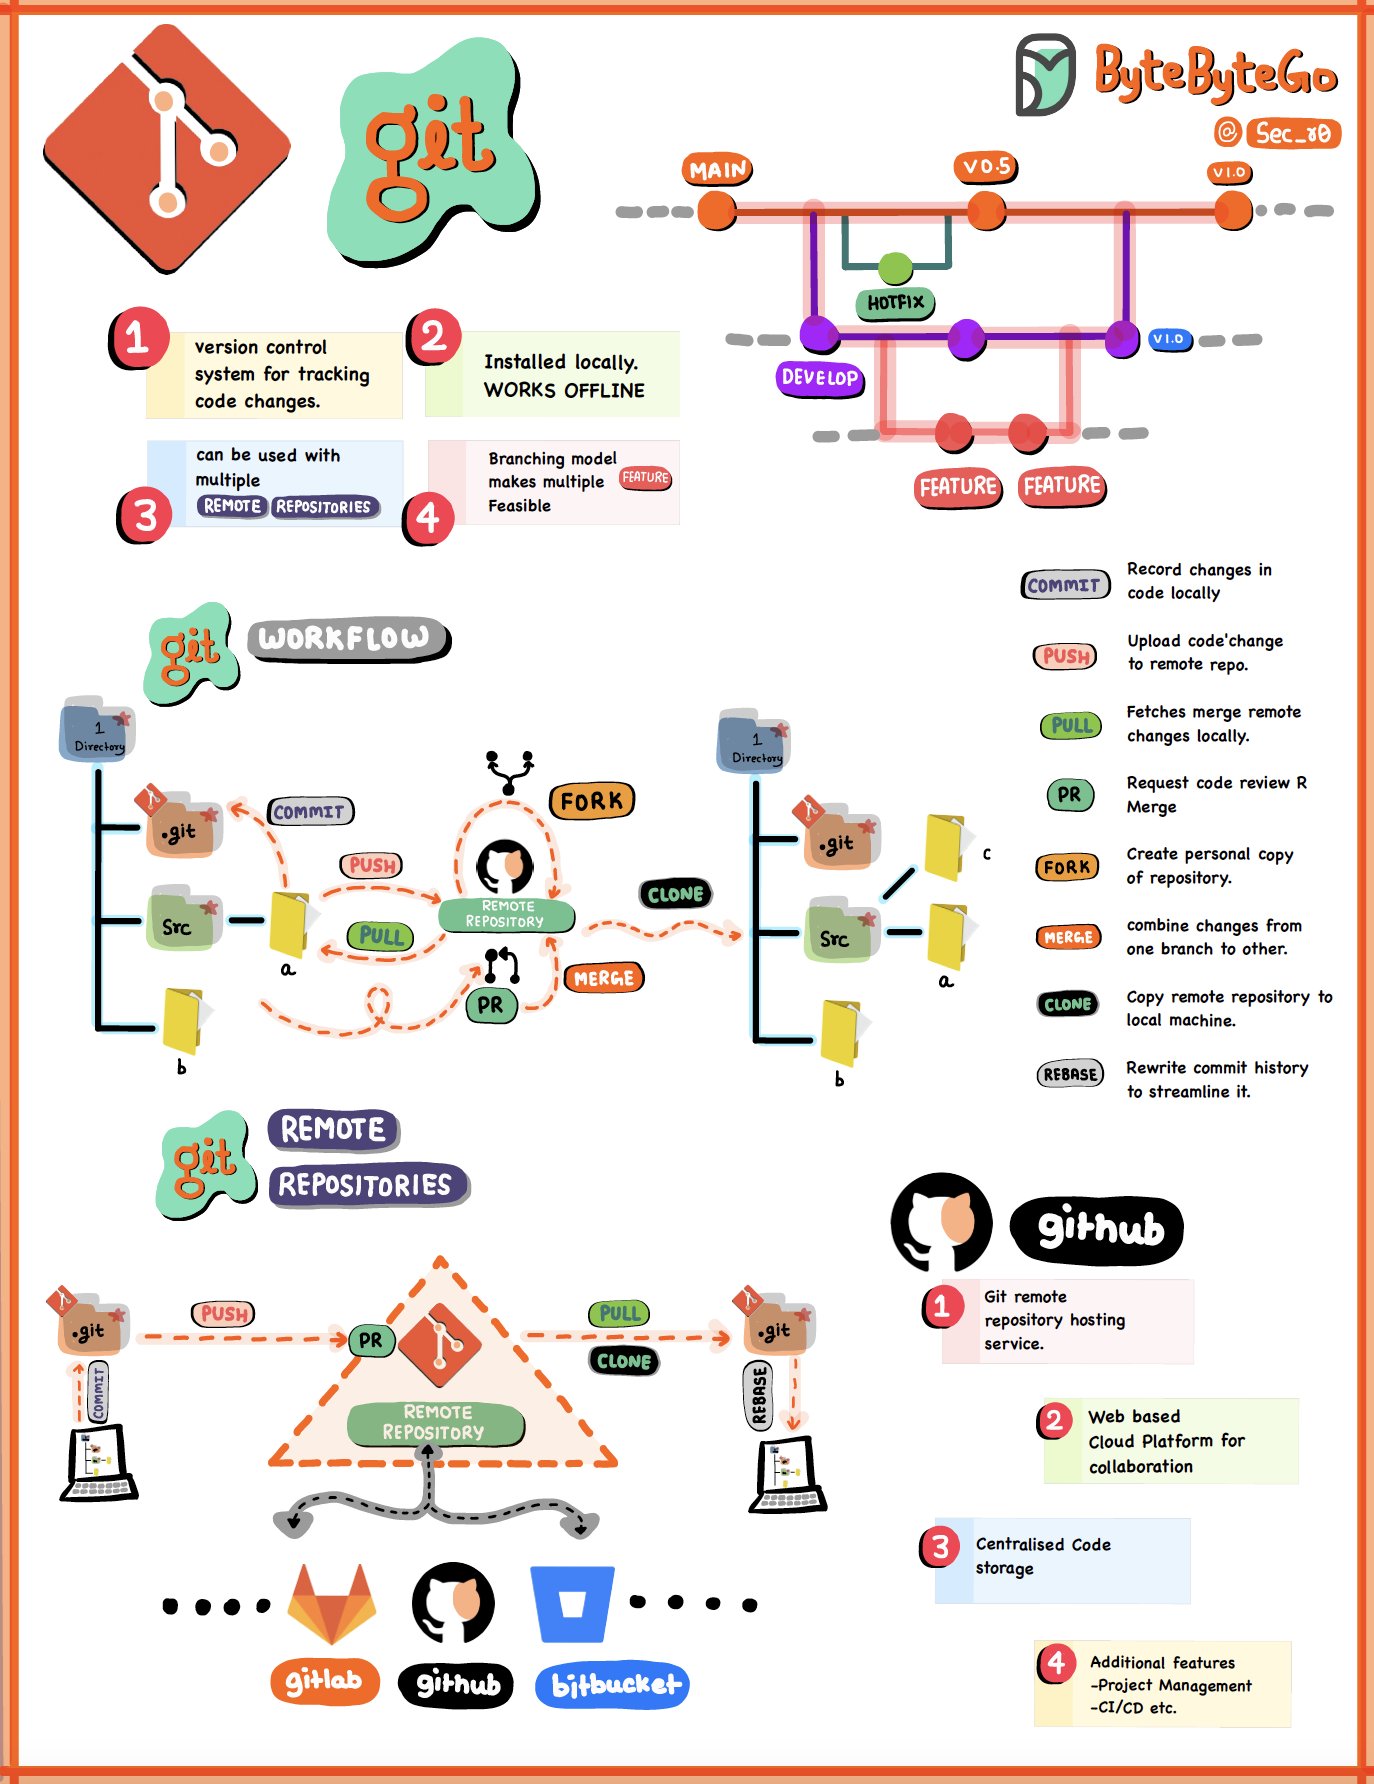 git
ByteByteGo
@ Sec_r0
MAIN
V0.5
V1.0
HOTFIX
DEVELOP
V1.0
FEATURE
FEATURE
1
version control
system for tracking
code changes.
2
Installed locally.
WORKS OFFLINE
3
can be used with
multiple
REMOTE REPOSITORIES
4
Branching model
makes multiple FEATURE
Feasible
COMMIT
Record changes in
code locally
PUSH
Upload code'change
to remote repo.
PULL
Fetches merge remote
changes locally.
PR
Request code review R
Merge
FORK
Create personal copy
of repository.
MERGE
combine changes from
one branch to other.
CLONE
Copy remote repository to
local machine.
REBASE
Rewrite commit history
to streamline it.
git WORKFLOW
1
Directory
.git
Src
a
b
COMMIT
PUSH
PULL
FORK
REMOTE
REPOSITORY
PR
MERGE
CLONE
1
Directory
.git
Src
c
a
b
git
REMOTE
REPOSITORIES
.git
COMMIT
PUSH
PR
REMOTE
REPOSITORY
PULL
CLONE
.git
REBASE
gitlab
github
bitbucket
github
1
Git remote
repository hosting
service.
2
Web based
Cloud Platform for
collaboration
3
Centralised Code
storage
4
Additional features
-Project Management
-CI/CD etc.